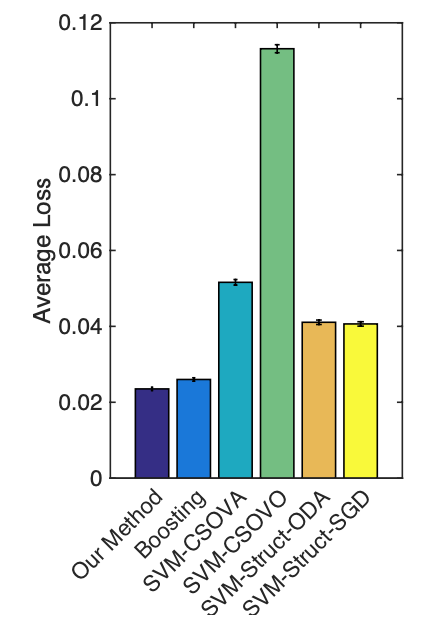 0.12
0.1
0.08
0.06
0.04
0.02
0
Average Loss
Our Method
Boosting
SVM-CSOVA
SVM-CSOVO
SVM-Struct-ODA
SVM-Struct-SGD